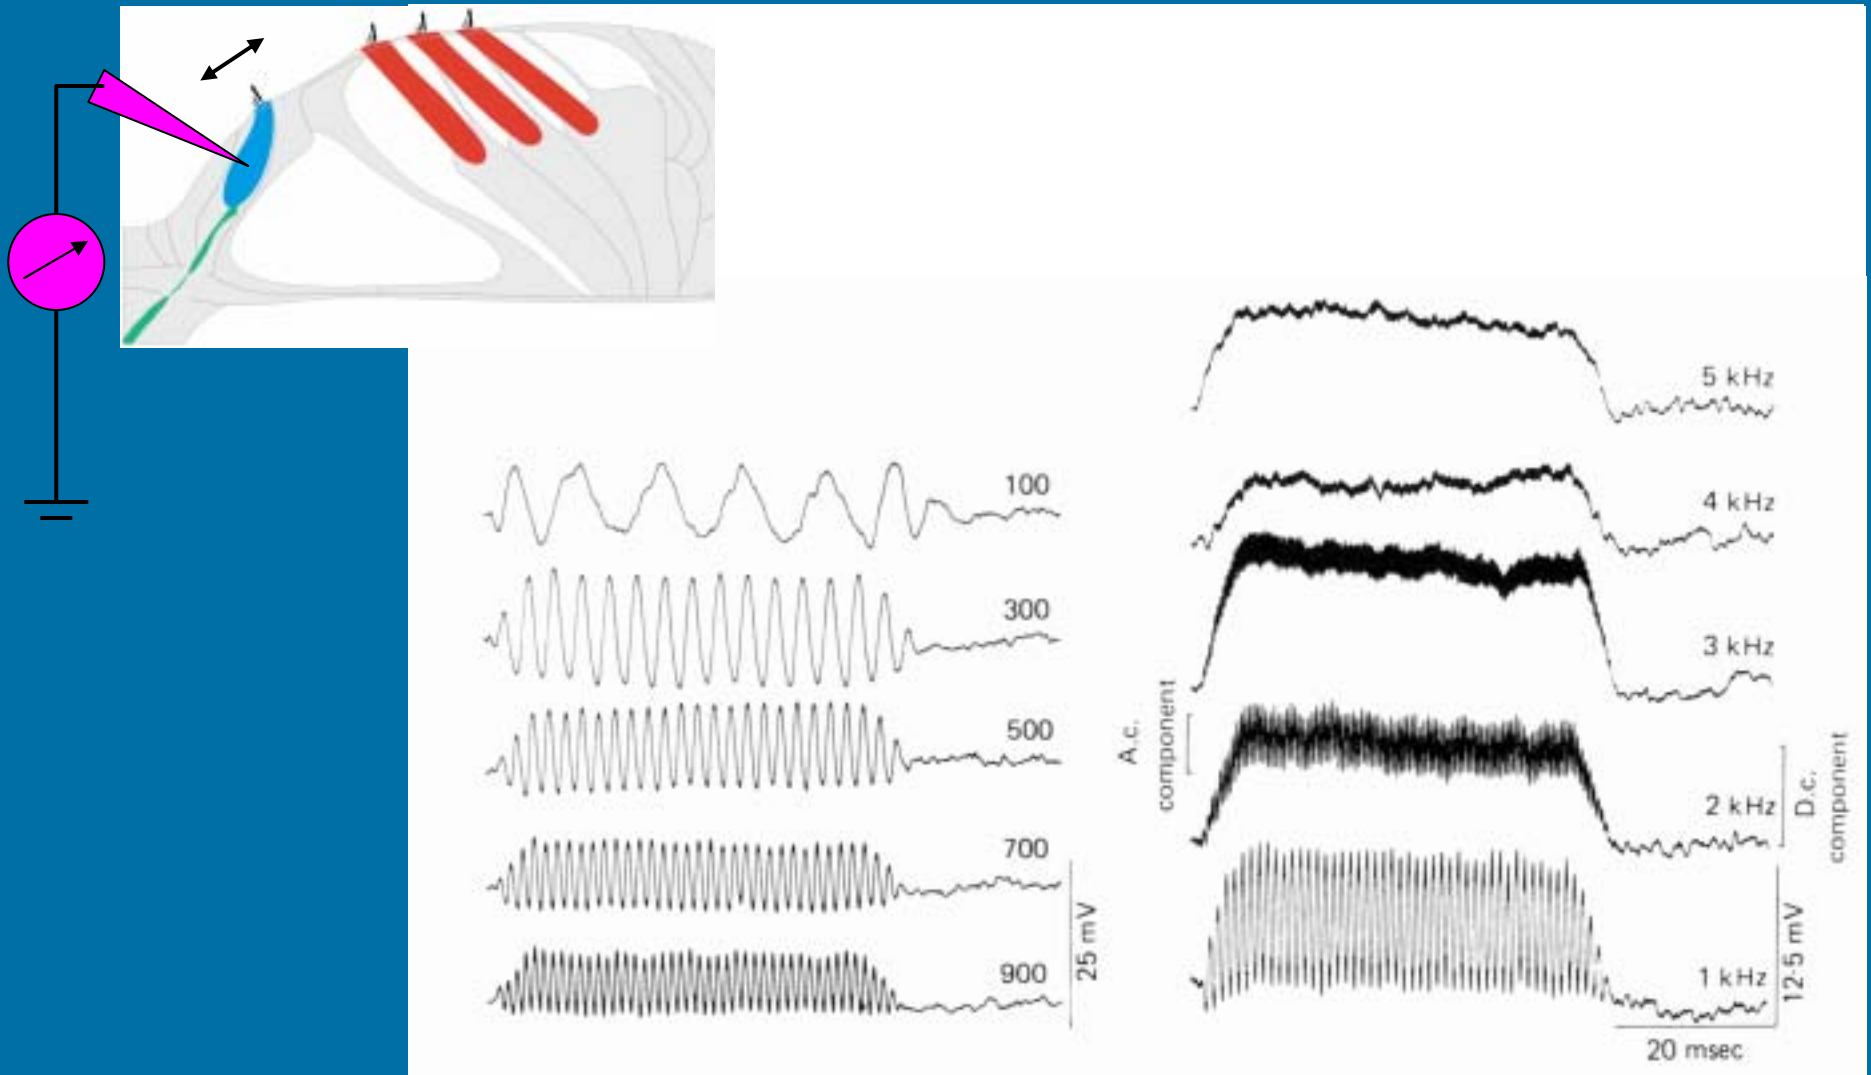 100
300
500
700
900
25 mV
5 kHz
4 kHz
3 kHz
A.c.
component
2 kHz
D.c.
component
1 kHz
12·5 mV
20 msec